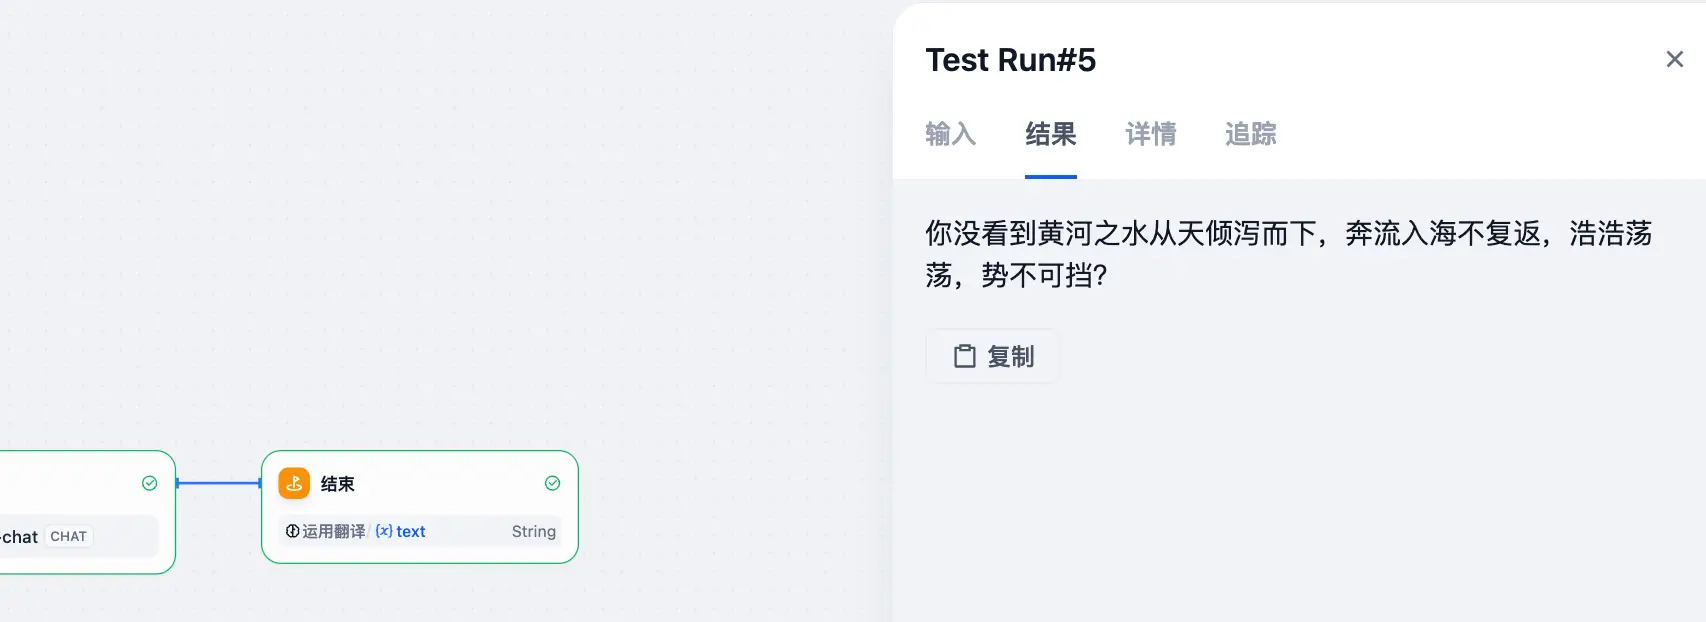 Test Run#5
输入 结果 详情 追踪
你没看到黄河之水从天倾泻而下，奔流入海不复返，浩浩荡
荡，势不可挡？
复制
结束
-chat CHAT
运用翻译/{x} text String